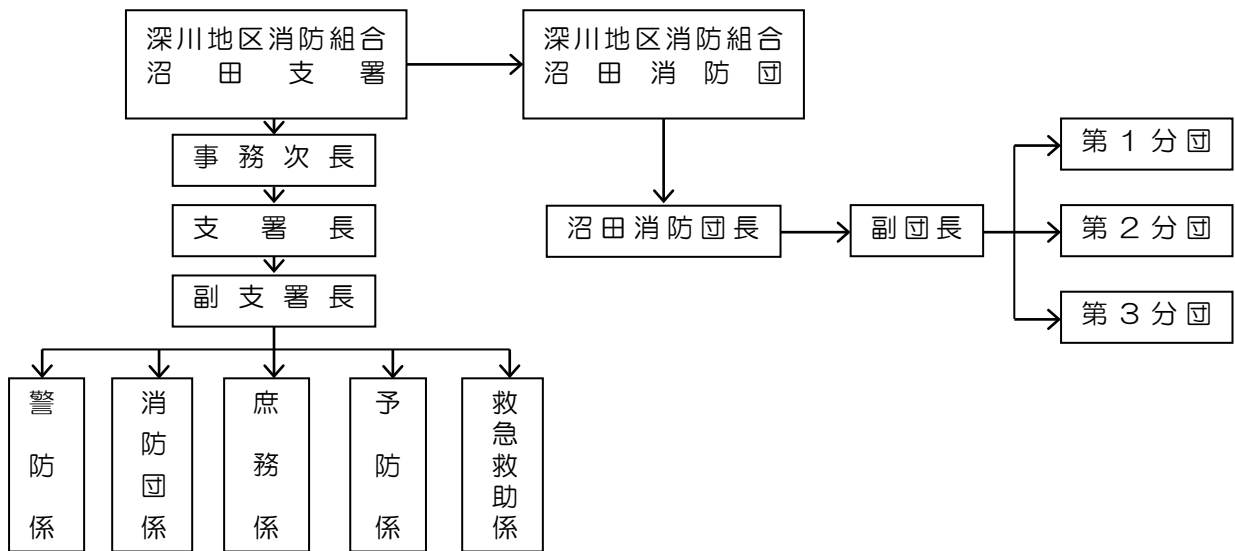 深川地区消防組合
沼田支署
深川地区消防組合
沼田消防団
事務次長
支署長
副支署長
沼田消防団長
副団長
第1分団
第2分団
第3分団
警防係
消防団係
庶務係
予防係
救急救助係